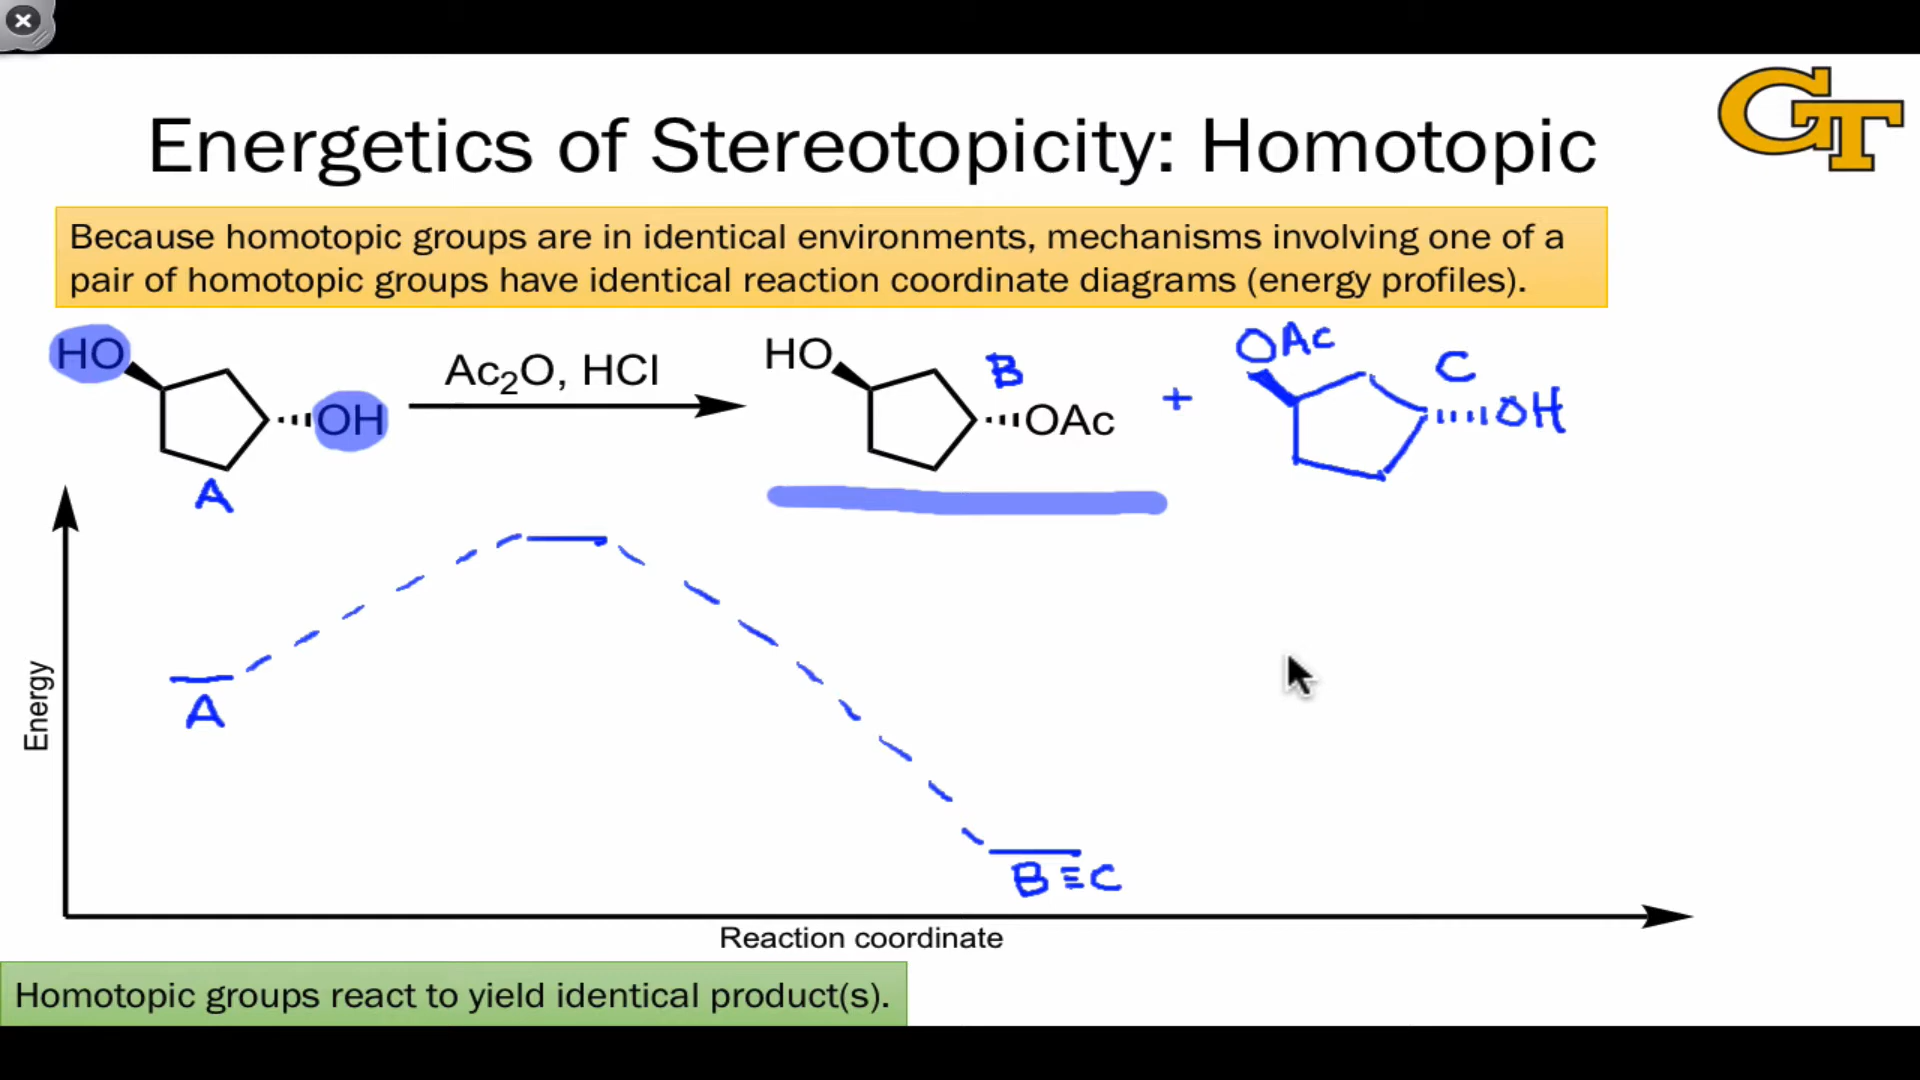 GT
Energetics of Stereotopicity: Homotopic
Because homotopic groups are in identical environments, mechanisms involving one of a
pair of homotopic groups have identical reaction coordinate diagrams (energy profiles).
HO
OH
A
Ac₂O, HCl
HO
B
OAc
+
OAc
C
OH
Energy
A
B≡C
Reaction coordinate
Homotopic groups react to yield identical product(s).